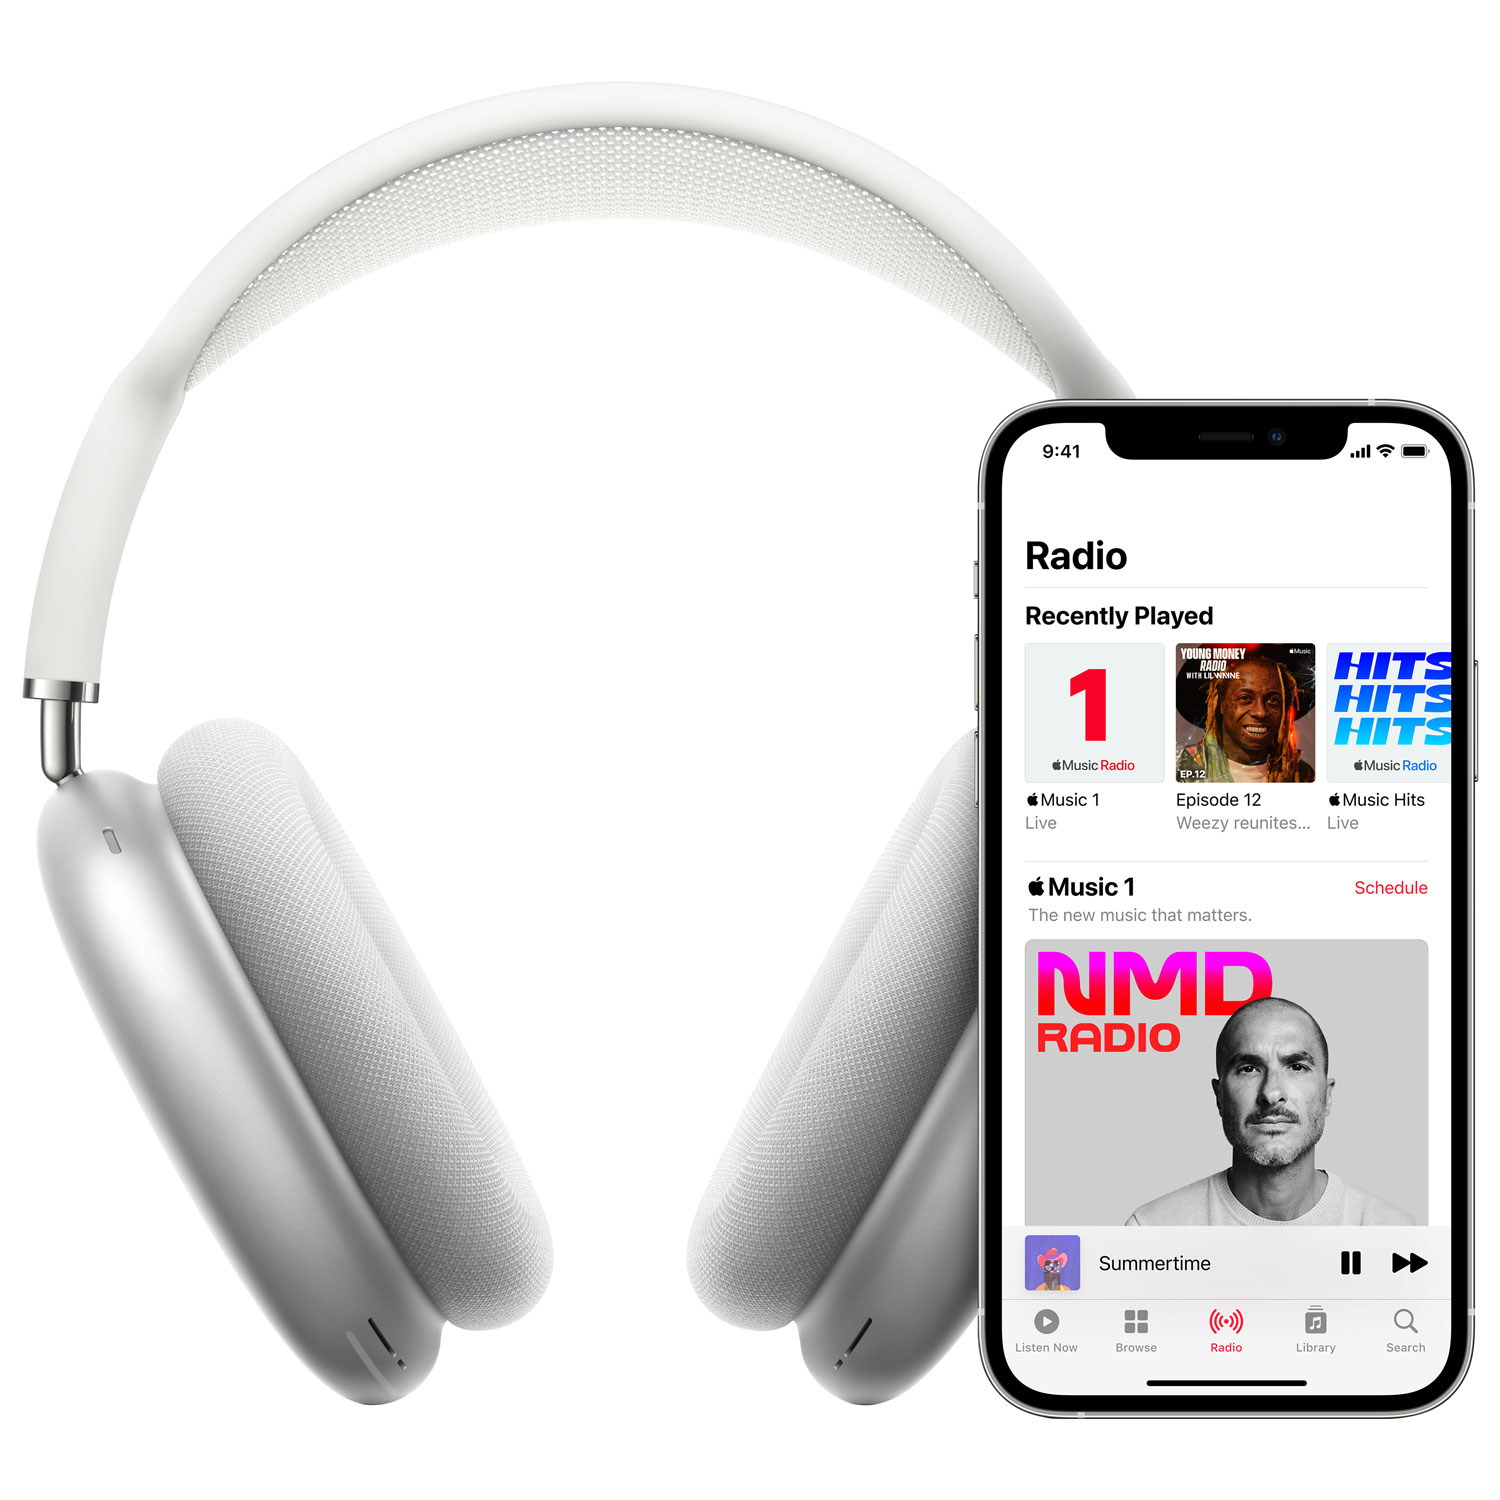 9:41
Radio
Recently Played
1
Music Radio
YOUNG MONEY
RADIO
WITH LIL WAYNE
Music
EP.12
HITS
HITS
HITS
Music Radio
Music 1
Live
Episode 12
Weezy reunites...
Music Hits
Live
Music 1
Schedule
The new music that matters.
NMD
RADIO
Summertime
Listen Now
Browse
Radio
Library
Search